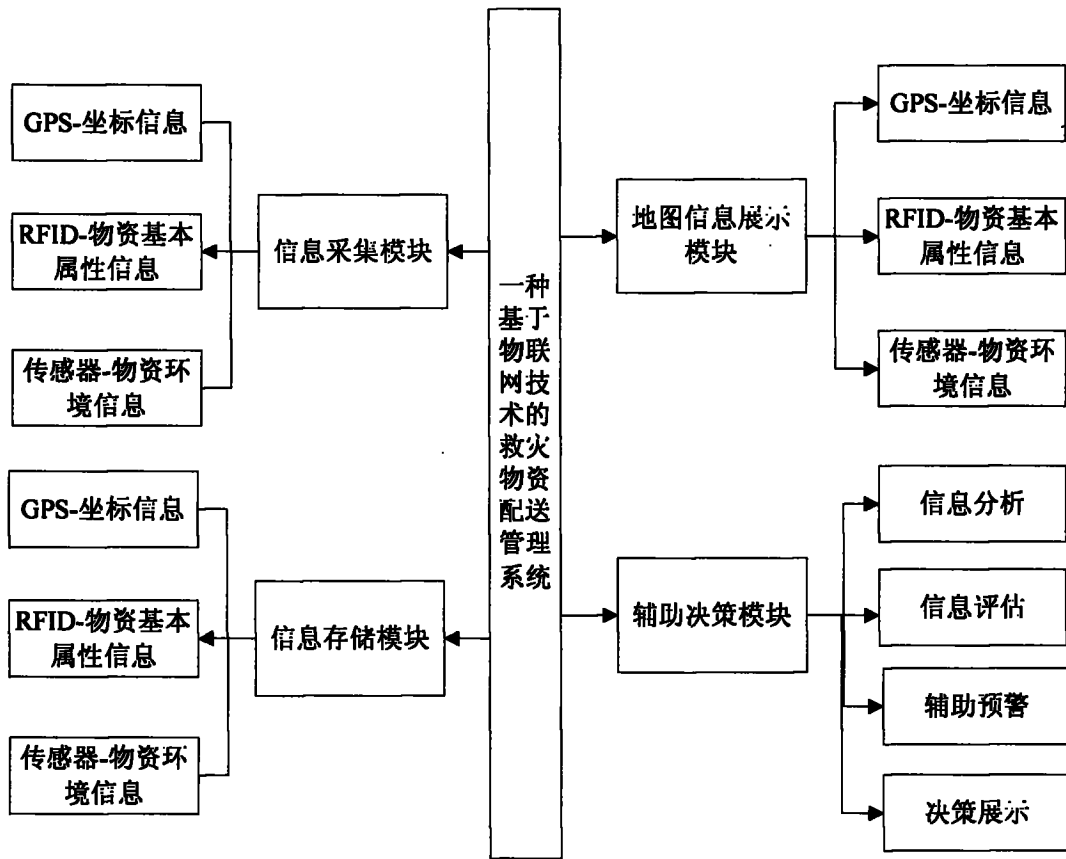 GPS-坐标信息
RFID-物资基本
属性信息
传感器-物资环
境信息
信息采集模块
GPS-坐标信息
RFID-物资基本
属性信息
传感器-物资环
境信息
信息存储模块
一种
基于
物联
网技
术的
救火
物资
配送
管理
系统
地图信息展示
模块
GPS-坐标信息
RFID-物资基本
属性信息
传感器-物资环
境信息
辅助决策模块
信息分析
信息评估
辅助预警
决策展示